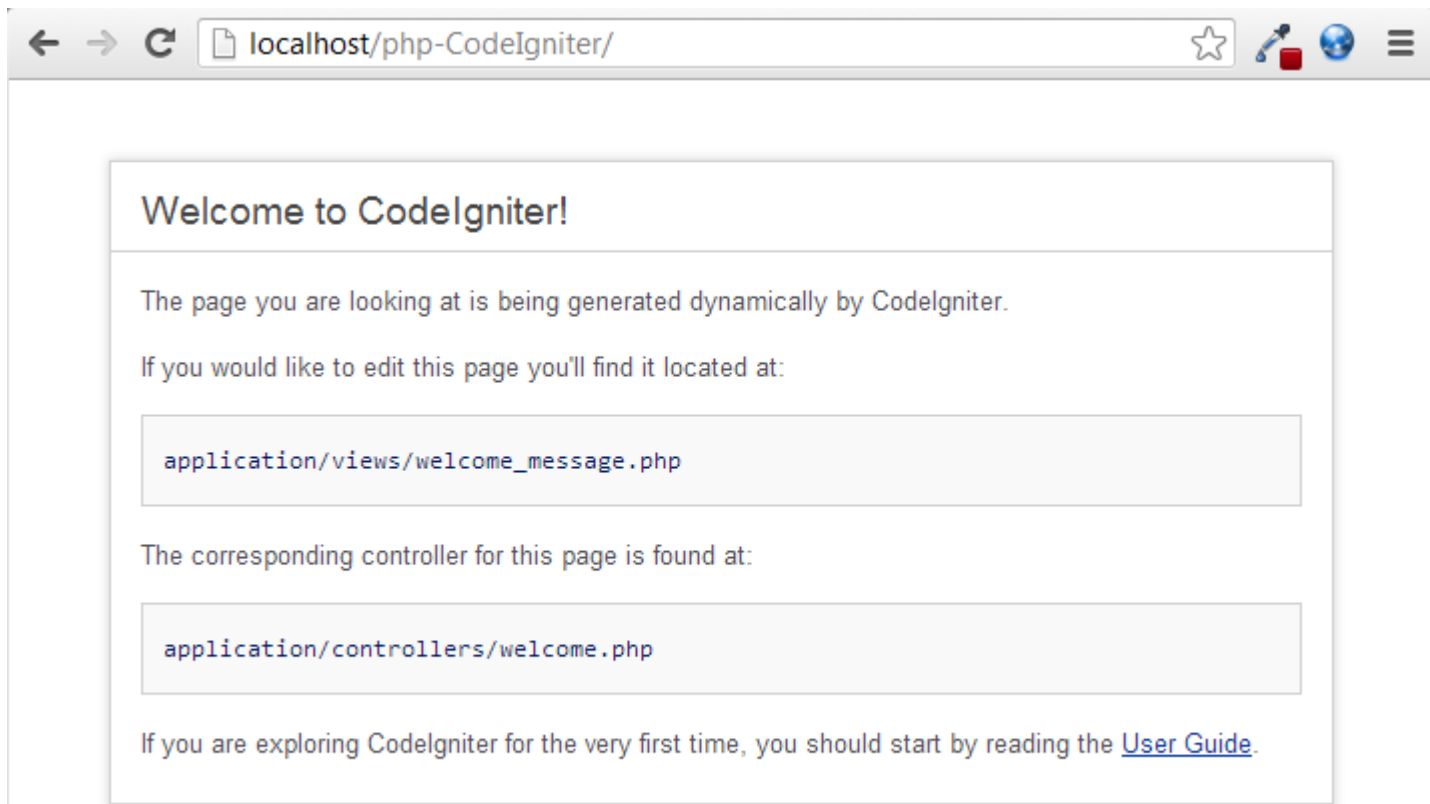 localhost/php-CodeIgniter/
Welcome to CodeIgniter!
The page you are looking at is being generated dynamically by CodeIgniter.
If you would like to edit this page you'll find it located at:
application/views/welcome_message.php
The corresponding controller for this page is found at:
application/controllers/welcome.php
If you are exploring CodeIgniter for the very first time, you should start by reading the User Guide.